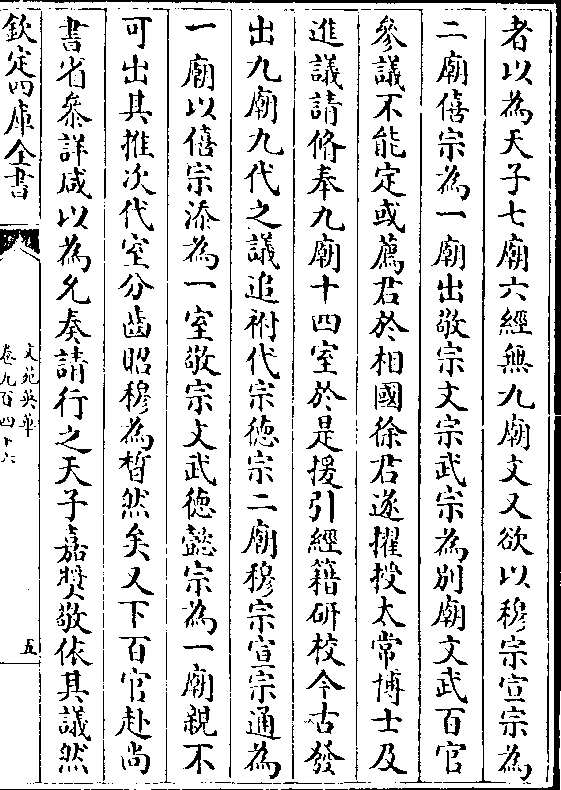 者以為天子七廟六經無九廟文又欲以穆宗宣宗為
二廟僖宗為一廟出敬宗文宗武宗為别廟文武百官
參議不能定或薦君於相國徐君遂擢授太常博士及
進議請脩奉九廟十四室於是援引經籍研校今古發
出九廟九代之議追祔代宗徳宗二廟穆宗宣宗通為
一廟以僖宗添為一室敬宗文武徳懿宗為一廟親不
可出其推次代室分齒昭穆為晳然矣又下百官赴尚
書省叅詳咸以為允奏請行之天子嘉奬敬依其議然
欽定四庫全書
文苑英華
卷九百四十六
五